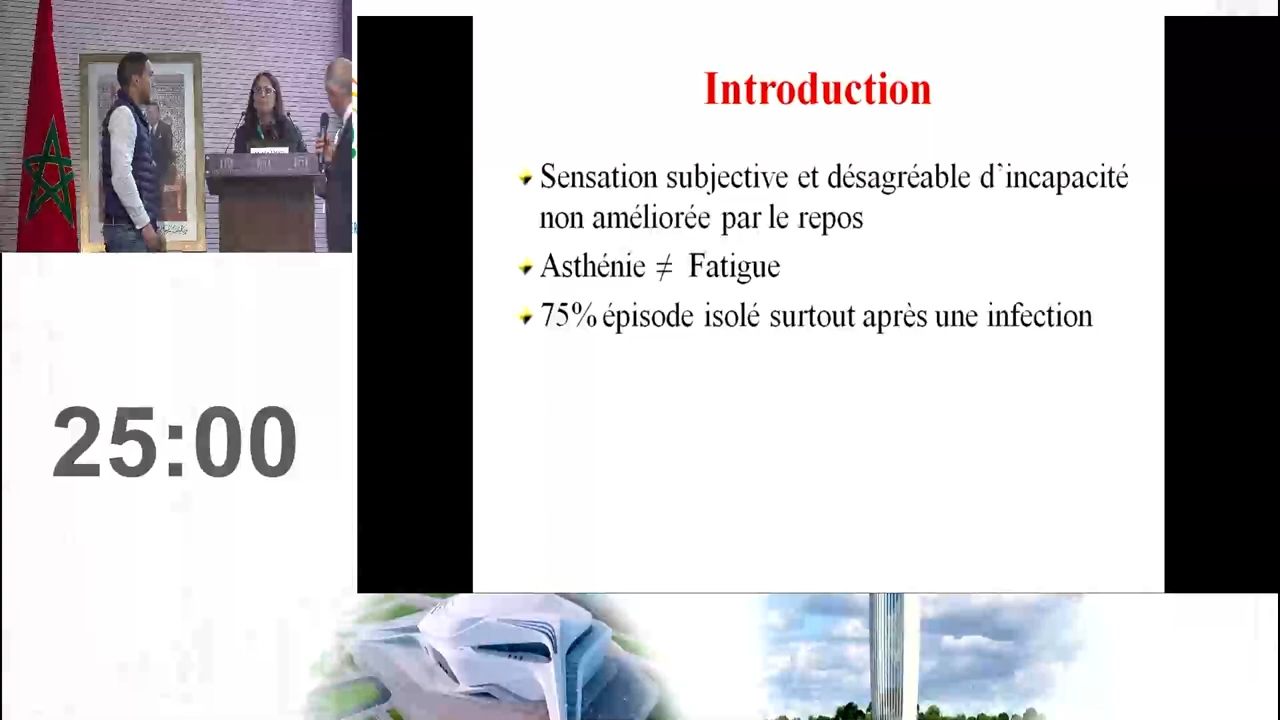 Introduction
Sensation subjective et désagréable d'incapacité
non améliorée par le repos
Asthénie ≠ Fatigue
75% épisode isolé surtout après une infection
25:00